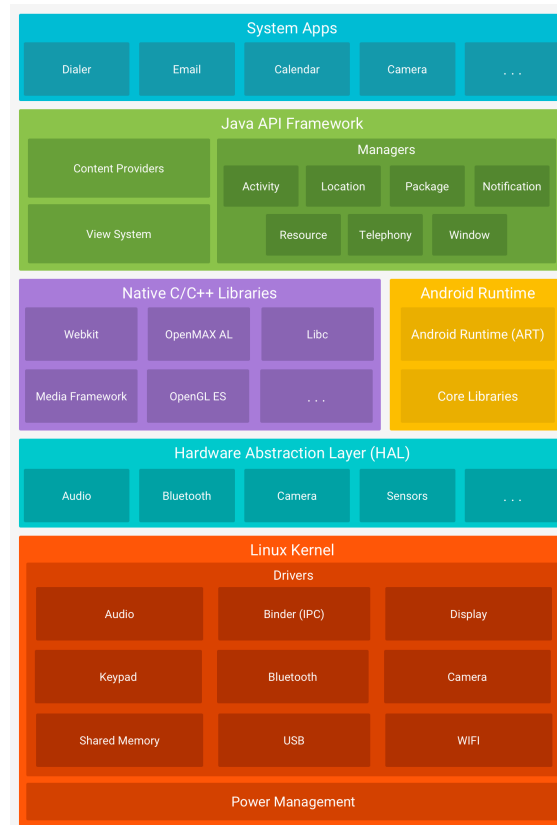 System Apps
Dialer
Email
Calendar
Camera
. . .
Java API Framework
Content Providers
View System
Managers
Activity
Location
Package
Notification
Resource
Telephony
Window
Native C/C++ Libraries
Webkit
OpenMAX AL
Libc
Media Framework
OpenGL ES
. . .
Android Runtime
Android Runtime (ART)
Core Libraries
Hardware Abstraction Layer (HAL)
Audio
Bluetooth
Camera
Sensors
. . .
Linux Kernel
Drivers
Audio
Binder (IPC)
Display
Keypad
Bluetooth
Camera
Shared Memory
USB
WIFI
Power Management